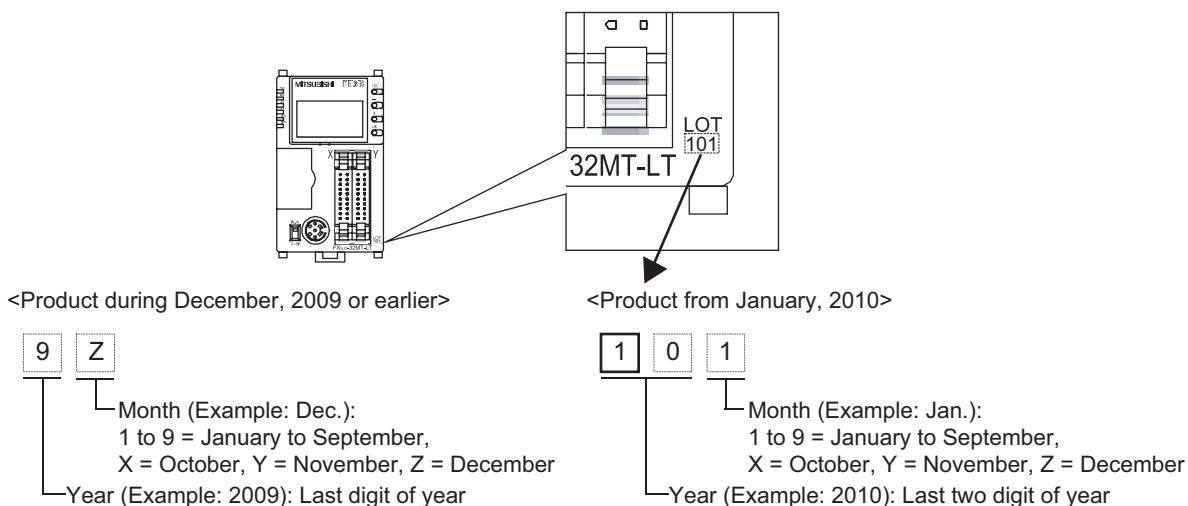 MITSUBISHI
X Y
LOT
101
32MT-LT
<Product during December, 2009 or earlier>
<Product from January, 2010>
9 Z
Month (Example: Dec.):
1 to 9 = January to September,
X = October, Y = November, Z = December
Year (Example: 2009): Last digit of year
1 0 1
Month (Example: Jan.):
1 to 9 = January to September,
X = October, Y = November, Z = December
Year (Example: 2010): Last two digit of year